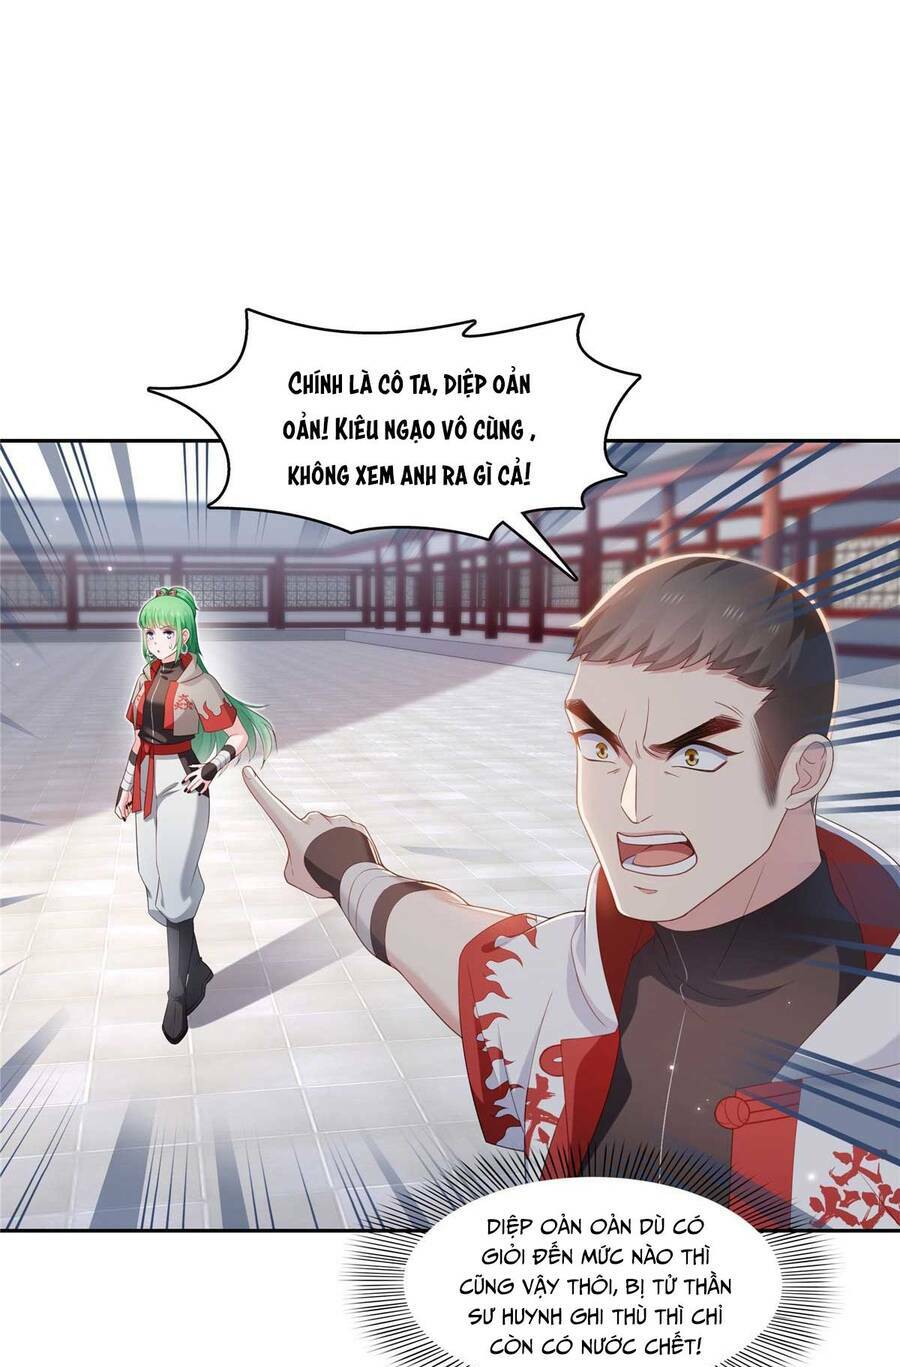 CHÍNH LÀ CÔ TA, DIỆP OẢN
OẢN! KIÊU NGẠO VÔ CÙNG ,
KHÔNG XEM ANH RA GÌ CẢ!
DIỆP OẢN OẢN DÙ CÓ
GIỎI ĐẾN MỨC NÀO THÌ
CŨNG VẬY THÔI, BỊ TỬ THẦN
SƯ HUYNH GHI THÙ THÌ CHỈ
CÒN CÓ NƯỚC CHẾT!